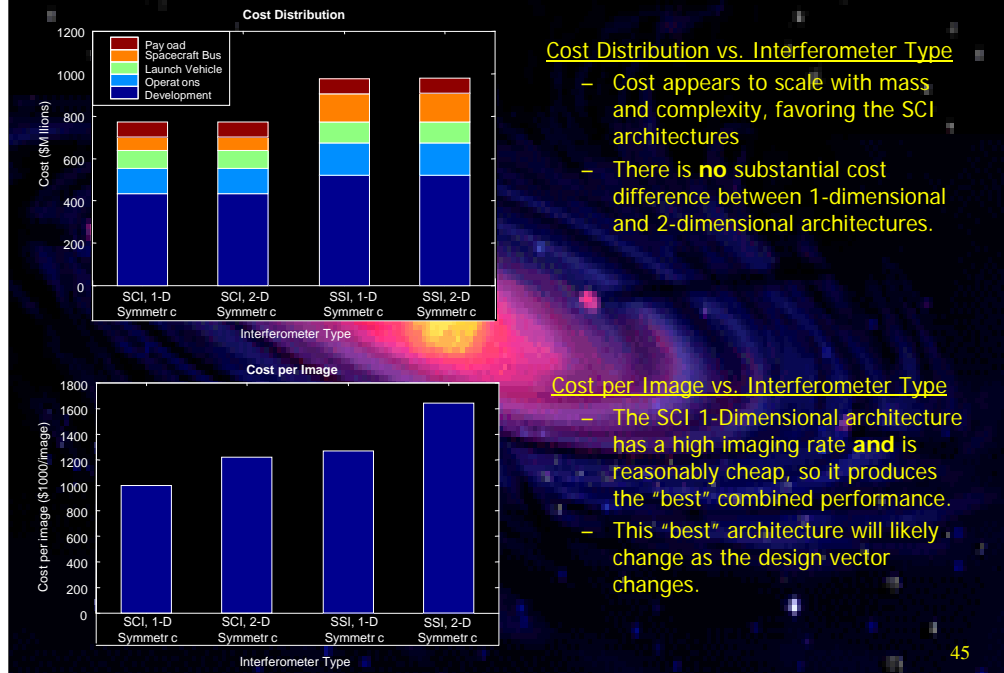 Cost Distribution
1200
1000
800
600
400
200
0
Cost ($M llions)
Pay oad
Spacecraft Bus
Launch Vehicle
Operat ons
Development
SCI, 1-D
Symmetr c
SCI, 2-D
Symmetr c
SSI, 1-D
Symmetr c
SSI, 2-D
Symmetr c
Interferometer Type
Cost Distribution vs. Interferometer Type
– Cost appears to scale with mass
and complexity, favoring the SCI
architectures
– There is no substantial cost
difference between 1-dimensional
and 2-dimensional architectures.
Cost per Image
1800
1600
1400
1200
1000
800
600
400
200
0
Cost per image ($1000/image)
SCI, 1-D
Symmetr c
SCI, 2-D
Symmetr c
SSI, 1-D
Symmetr c
SSI, 2-D
Symmetr c
Interferometer Type
Cost per Image vs. Interferometer Type
– The SCI 1-Dimensional architecture
has a high imaging rate and is
reasonably cheap, so it produces
the “best” combined performance.
– This “best” architecture will likely
change as the design vector
changes.
45